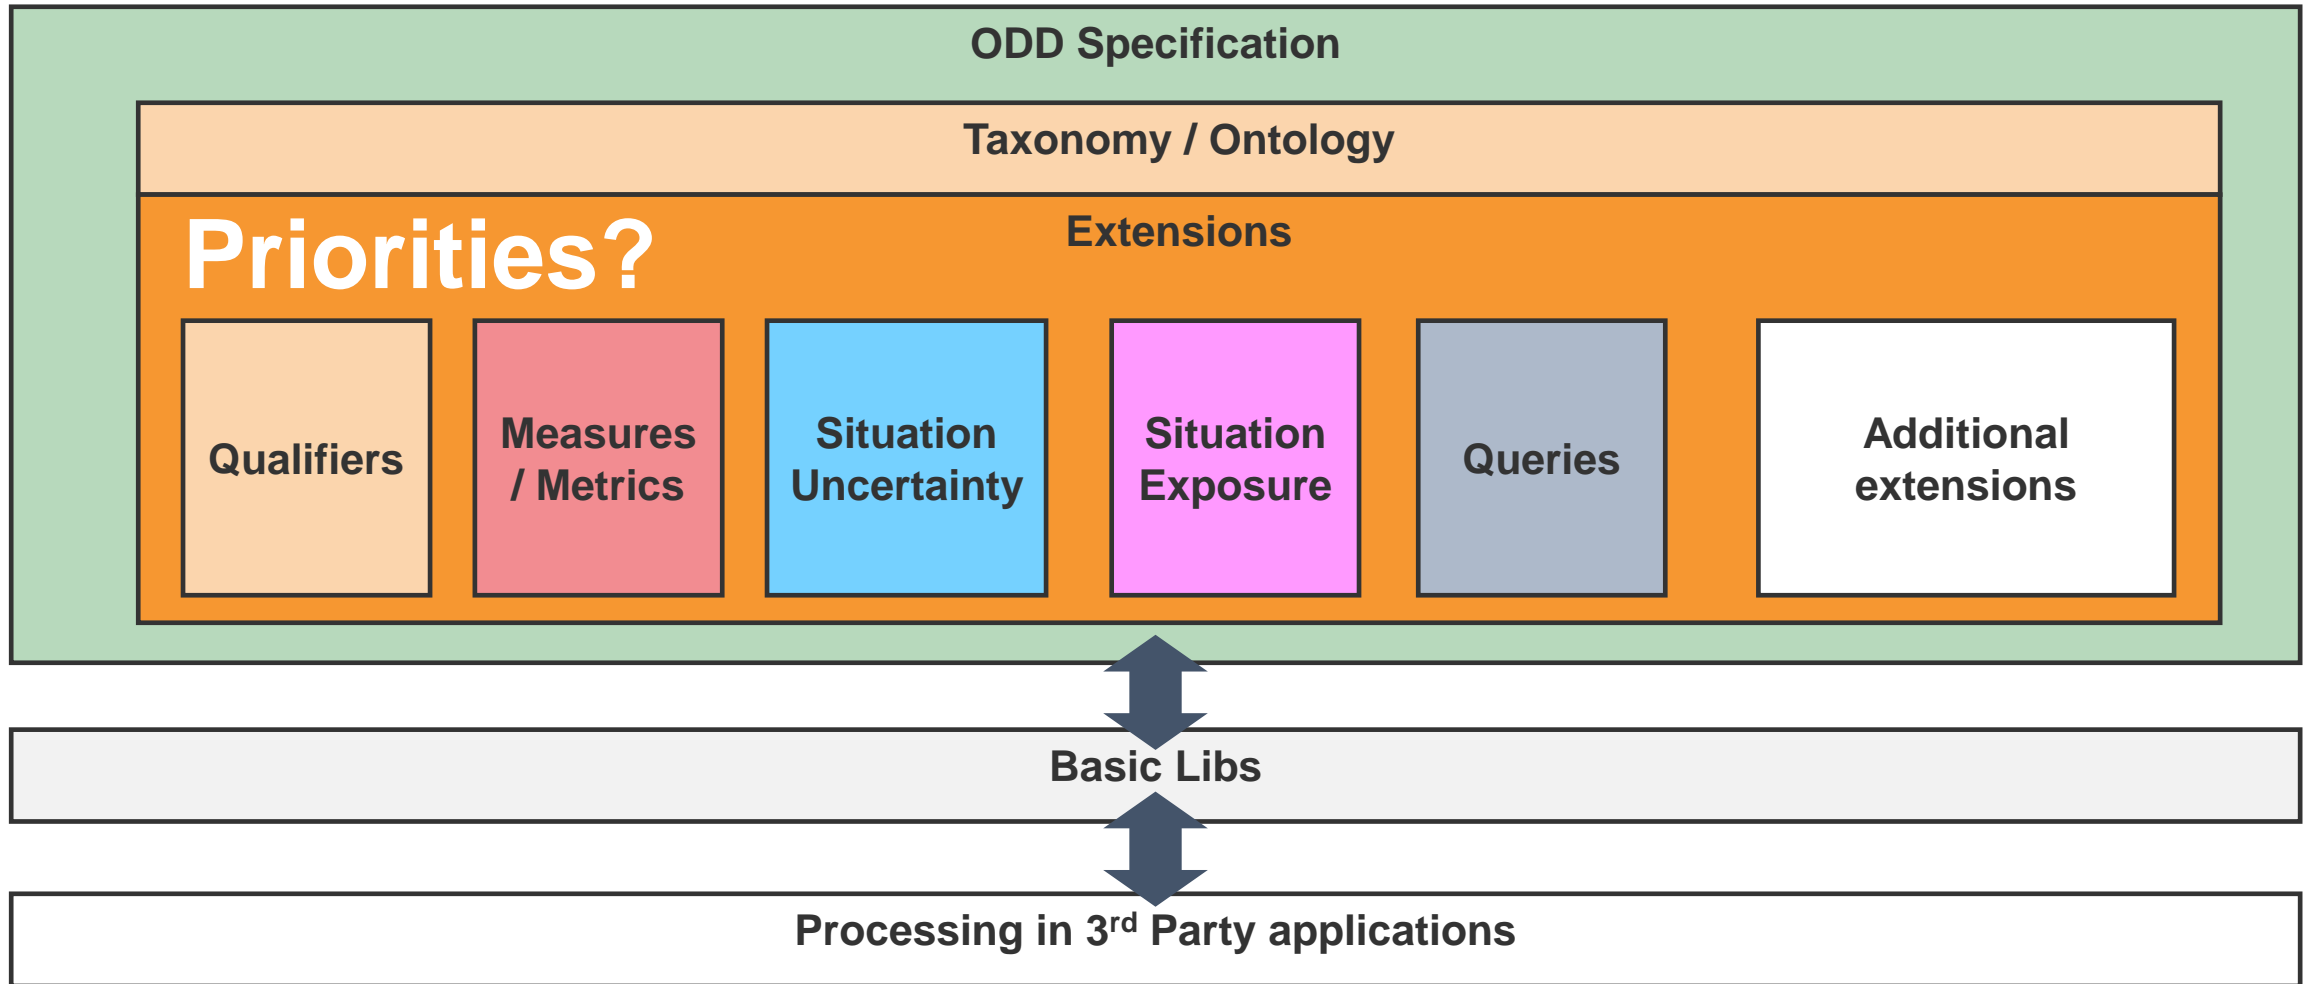 ODD Specification
Taxonomy / Ontology
Priorities?
Extensions
Qualifiers
Measures
/ Metrics
Situation
Uncertainty
Situation
Exposure
Queries
Additional
extensions
Basic Libs
Processing in 3rd Party applications